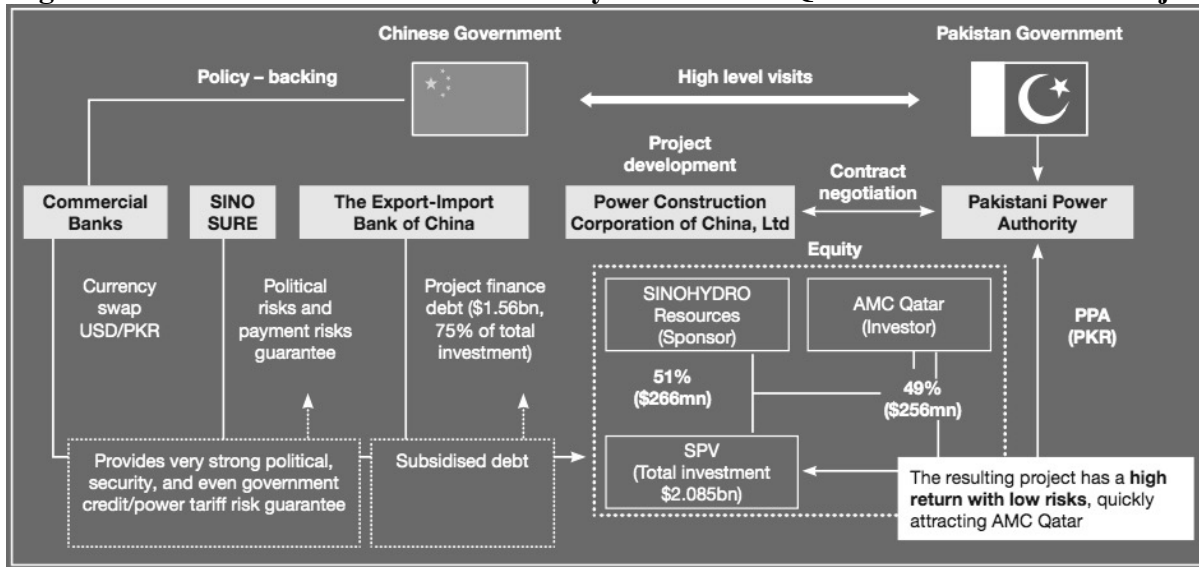 Chinese Government
Pakistan Government
Policy – backing
High level visits
Project
development
Contract
negotiation
Commercial
Banks
SINO
SURE
The Export-Import
Bank of China
Power Construction
Corporation of China, Ltd
Pakistani Power
Authority
Equity
Currency
swap
USD/PKR
Political
risks and
payment risks
guarantee
Project finance
debt ($1.56bn,
75% of total
investment)
SINOHYDRO
Resources
(Sponsor)
AMC Qatar
(Investor)
PPA
(PKR)
51%
($266mn)
49%
($256mn)
Provides very strong political,
security, and even government
credit/power tariff risk guarantee
Subsidised debt
SPV
(Total investment
$2.085bn)
The resulting project has a high
return with low risks, quickly
attracting AMC Qatar